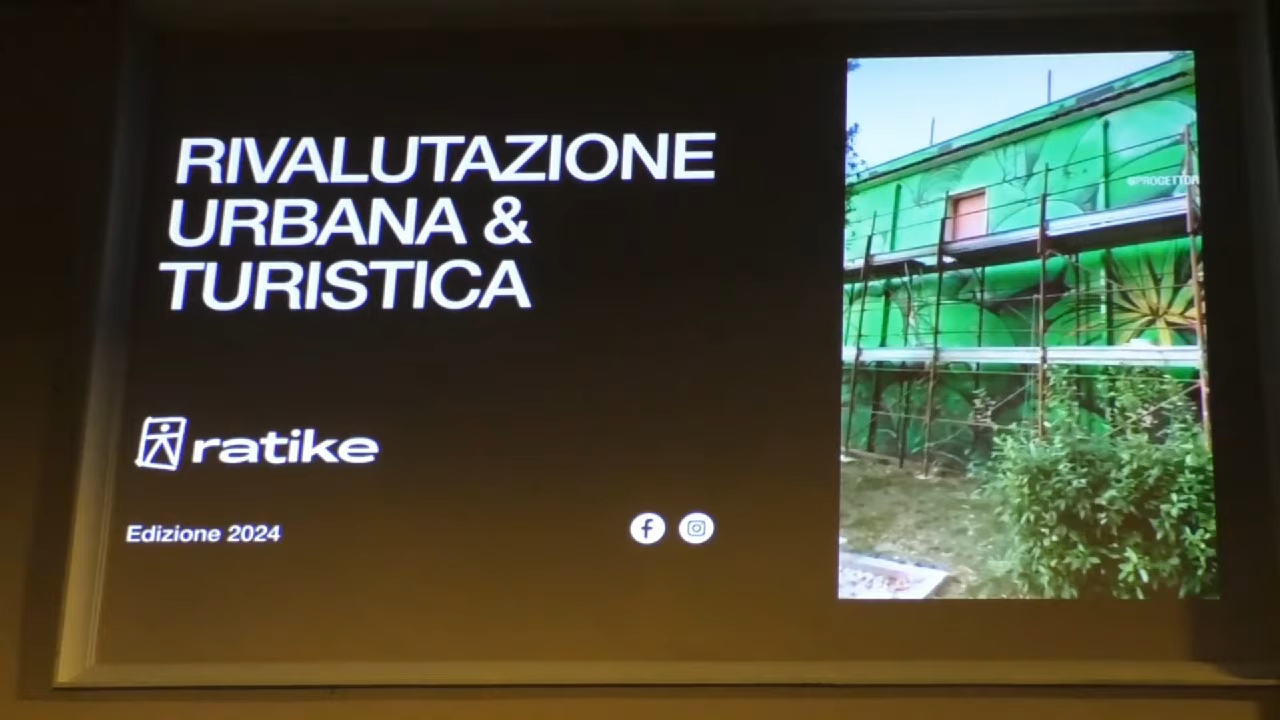 RIVALUTAZIONE
URBANA &
TURISTICA
ratike
Edizione 2024